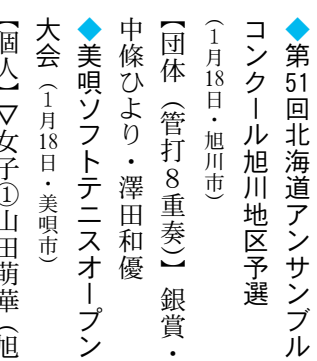 ◆第51回北海道アンサンブル
コンクール旭川地区予選
（1月18日・旭川市）
【団体（管打８重奏）】銀賞・
中條ひより・澤田和優
◆美唄ソフトテニスオープン
大会（1月18日・美唄市）
【個人】▽女子①山田萌華（旭